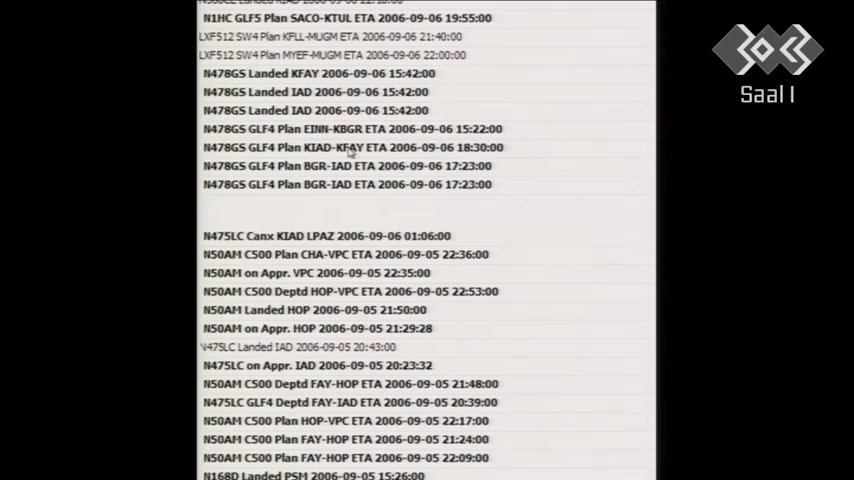 N1HC GLF5 Plan SACO-KTUL ETA 2006-09-06 19:55:00
LXF512 SW4 Plan KFLL-MUGM ETA 2006-09-06 21:40:00
LXF512 SW4 Plan MYEF-MUGM ETA 2006-09-06 22:00:00
N478GS Landed KFAY 2006-09-06 15:42:00
N478GS Landed IAD 2006-09-06 15:42:00
N478GS Landed IAD 2006-09-06 15:42:00
N478GS GLF4 Plan EINN-KBGR ETA 2006-09-06 15:22:00
N478GS GLF4 Plan KIAD-KFAY ETA 2006-09-06 18:30:00
N478GS GLF4 Plan BGR-IAD ETA 2006-09-06 17:23:00
N478GS GLF4 Plan BGR-IAD ETA 2006-09-06 17:23:00
N475LC Canx KIAD LPAZ 2006-09-06 01:06:00
N50AM C500 Plan CHA-VPC ETA 2006-09-05 22:36:00
N50AM on Appr. VPC 2006-09-05 22:35:00
N50AM C500 Deptd HOP-VPC ETA 2006-09-05 22:53:00
N50AM Landed HOP 2006-09-05 21:50:00
N50AM on Appr. HOP 2006-09-05 21:29:28
N475LC Landed IAD 2006-09-05 20:43:00
N475LC on Appr. IAD 2006-09-05 20:23:32
N50AM C500 Deptd FAY-HOP ETA 2006-09-05 21:48:00
N475LC GLF4 Deptd FAY-IAD ETA 2006-09-05 20:39:00
N50AM C500 Plan HOP-VPC ETA 2006-09-05 22:17:00
N50AM C500 Plan FAY-HOP ETA 2006-09-05 21:24:00
N50AM C500 Plan FAY-HOP ETA 2006-09-05 22:09:00
N168D Landed PSM 2006-09-05 15:26:00
Saal 1